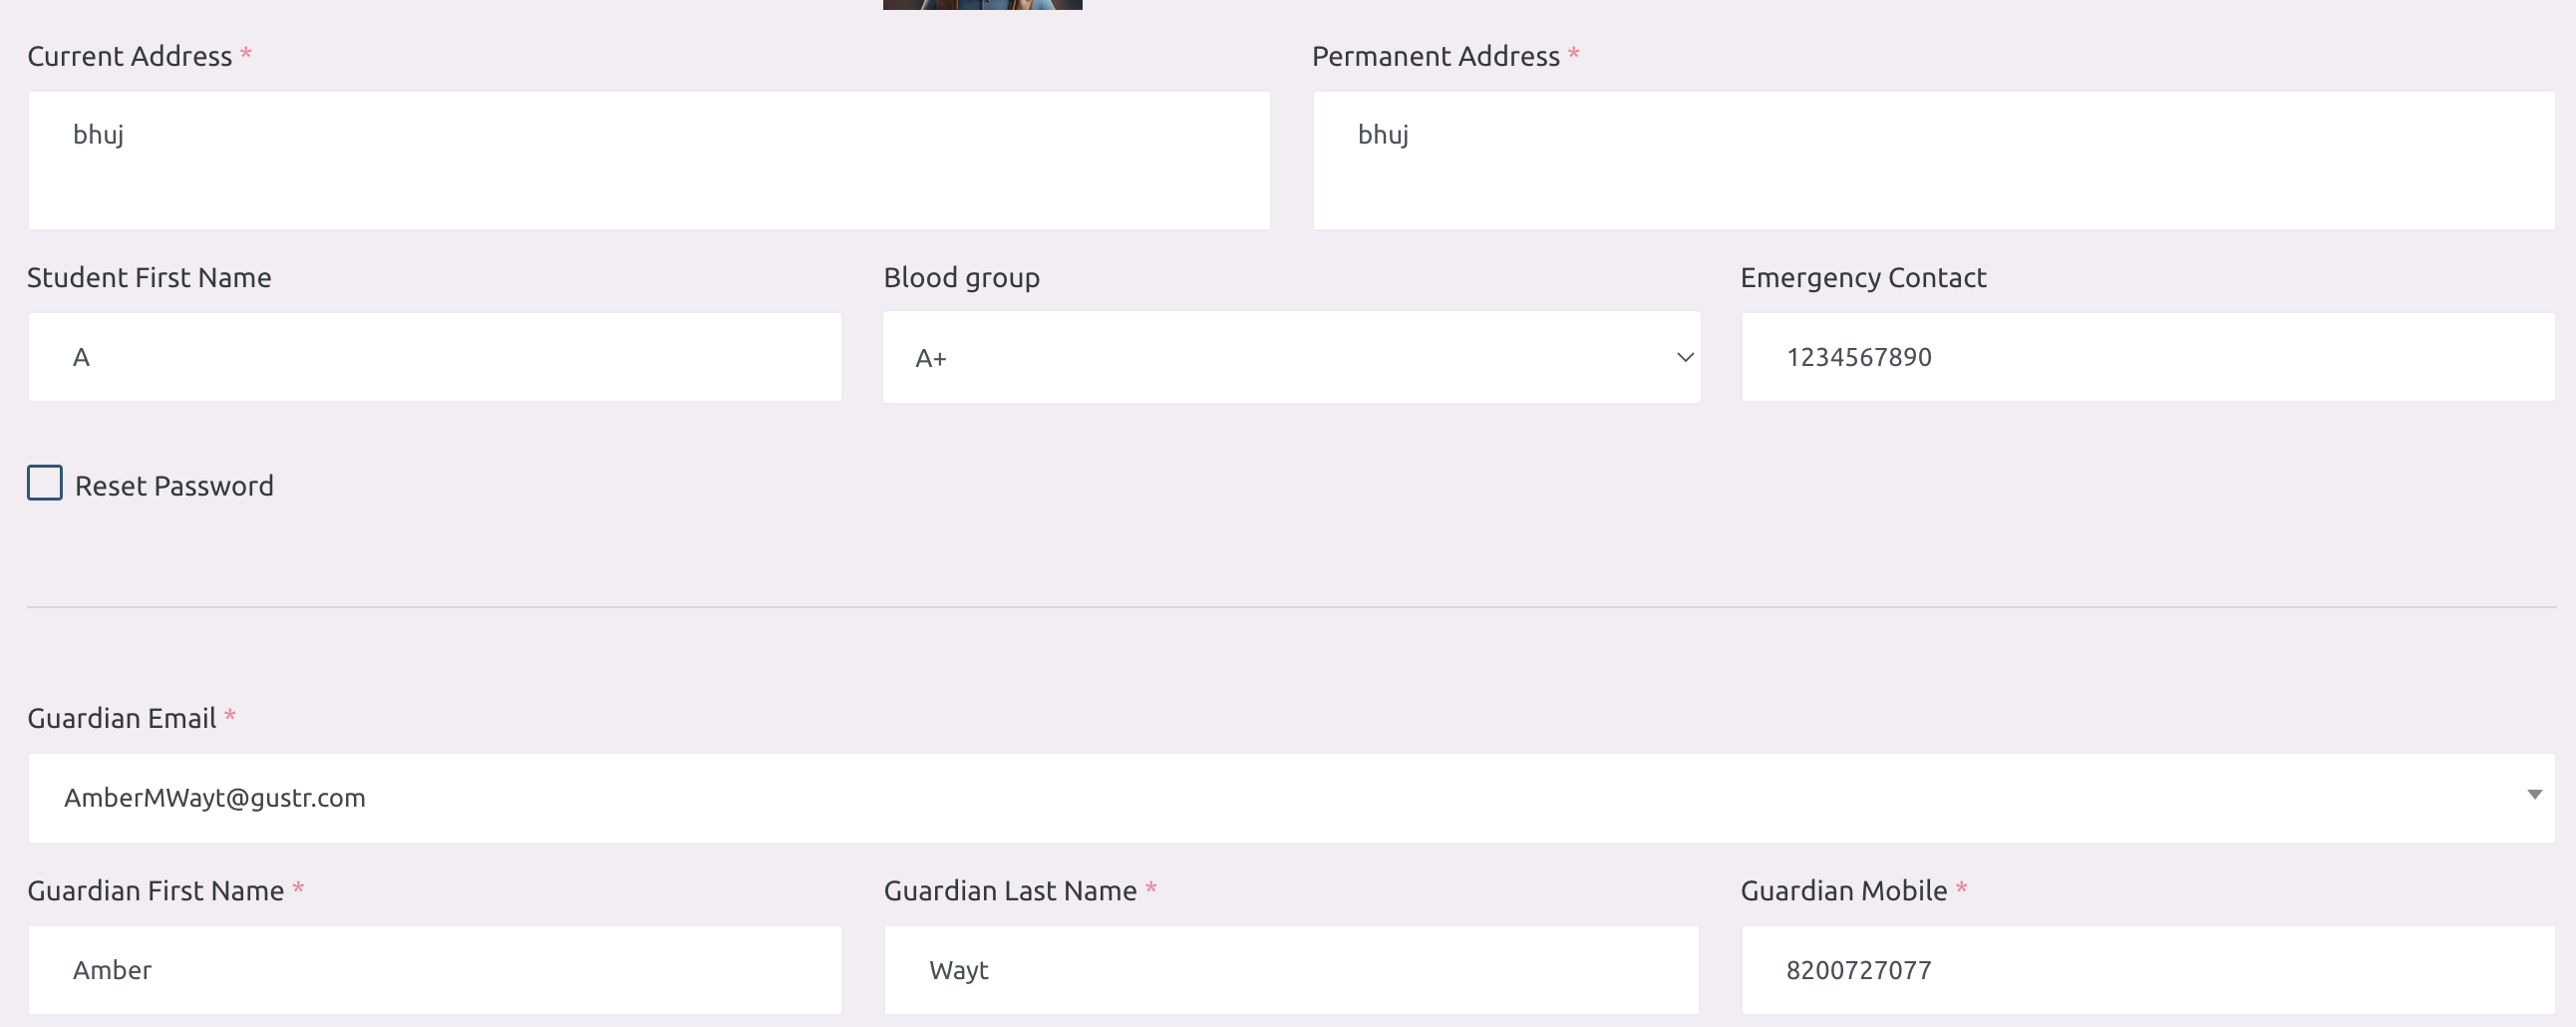 Current Address *
Permanent Address *
bhuj
bhuj
Student First Name
Blood group
Emergency Contact
A
A+
1234567890
Reset Password
Guardian Email *
AmberMWayt@gustr.com
Guardian First Name *
Guardian Last Name *
Guardian Mobile *
Amber
Wayt
8200727077